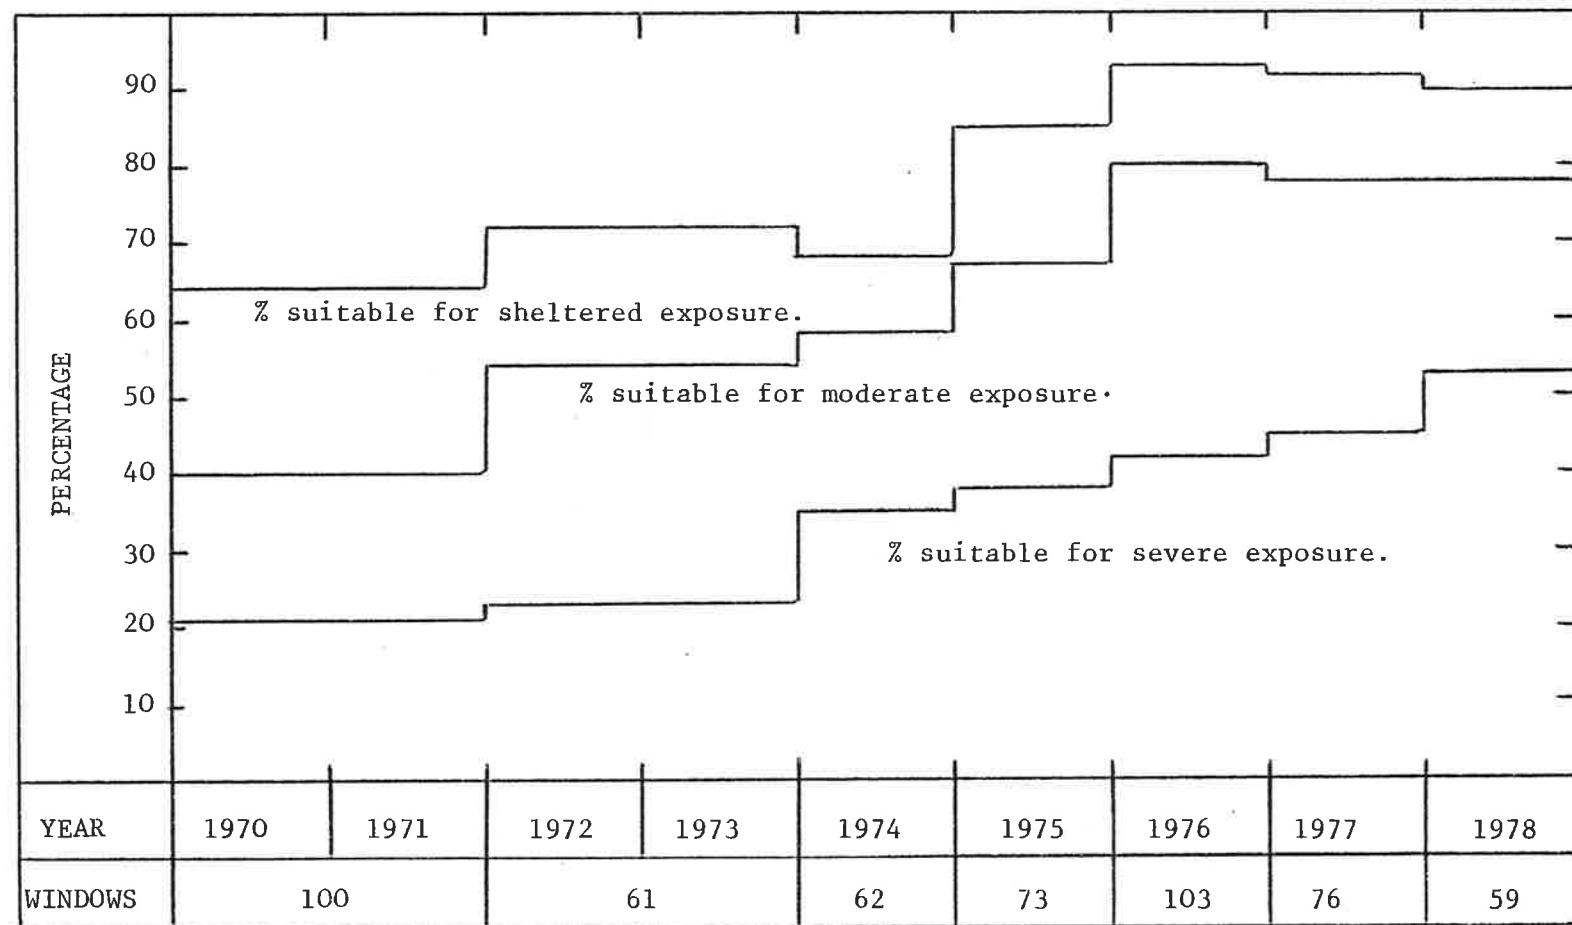 90
80
70
% suitable for sheltered exposure.
60
% suitable for moderate exposure.
50
PERCENTAGE
40
% suitable for severe exposure.
30
20
10
YEAR 1970 1971 1972 1973 1974 1975 1976 1977 1978
WINDOWS 100 61 62 73 103 76 59